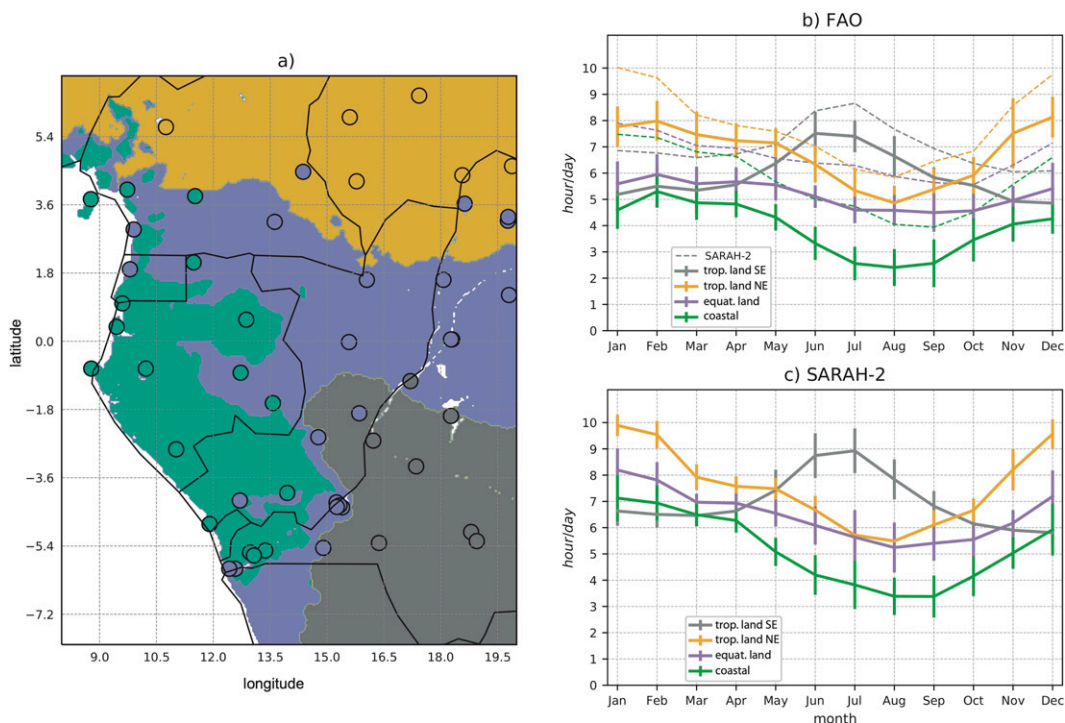 a)
5.4
3.6
1.8
0.0
−1.8
−3.6
−5.4
−7.2
latitude
9.0 10.5 12.0 13.5 15.0 16.5 18.0 19.5
longitude
b) FAO
10
9
8
7
6
5
4
3
2
1
0
hour/day
SARAH-2
trop. land SE
trop. land NE
equat. land
coastal
Jan Feb Mar Apr May Jun Jul Aug Sep Oct Nov Dec
c) SARAH-2
10
9
8
7
6
5
4
3
2
1
0
hour/day
trop. land SE
trop. land NE
equat. land
coastal
Jan Feb Mar Apr May Jun Jul Aug Sep Oct Nov Dec
month